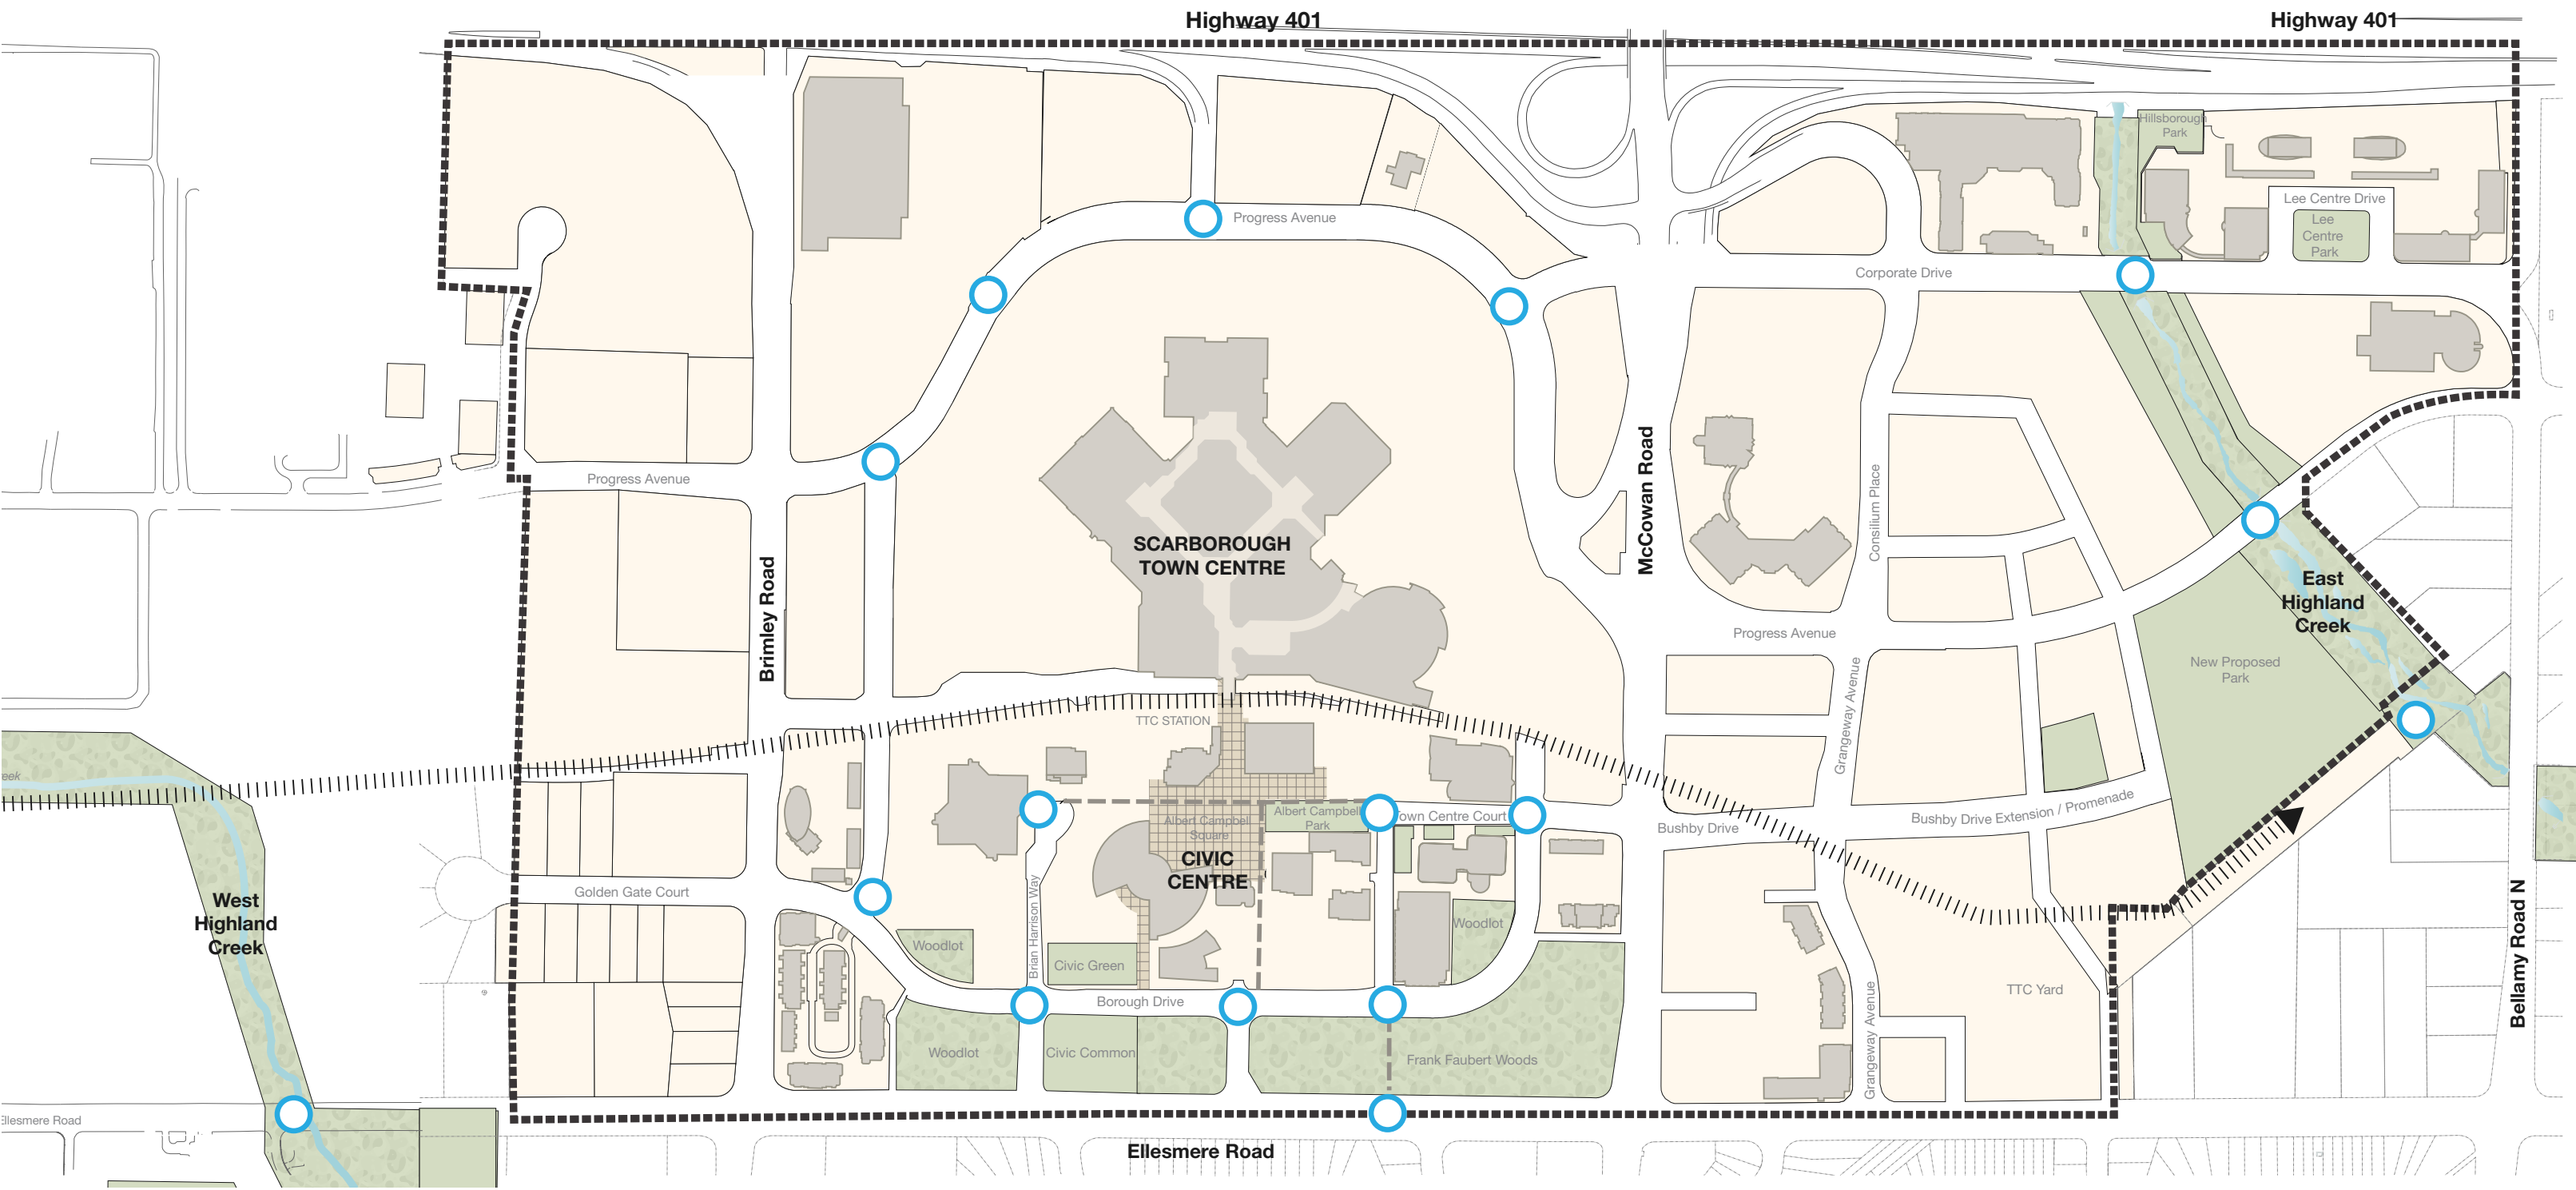 Highway 401
Highway 401
Hillsborough
Park
Lee Centre Drive
Lee
Centre
Park
Progress Avenue
Corporate Drive
McCowan Road
Consilium Place
Progress Avenue
SCARBOROUGH
TOWN CENTRE
Brimley Road
East
Highland
Creek
Progress Avenue
New Proposed
Park
Grangeway Avenue
TTC STATION
eek
Albert Campbell
Square
Albert Campbell
Park
Town Centre Court
Bushby Drive
Bushby Drive Extension / Promenade
CIVIC
CENTRE
Golden Gate Court
West
Highland
Creek
Brian Harrison Way
Woodlot
Civic Green
Woodlot
Bellamy Road N
TTC Yard
Borough Drive
Grangeway Avenue
Woodlot
Civic Common
Frank Faubert Woods
Ellesmere Road
Ellesmere Road